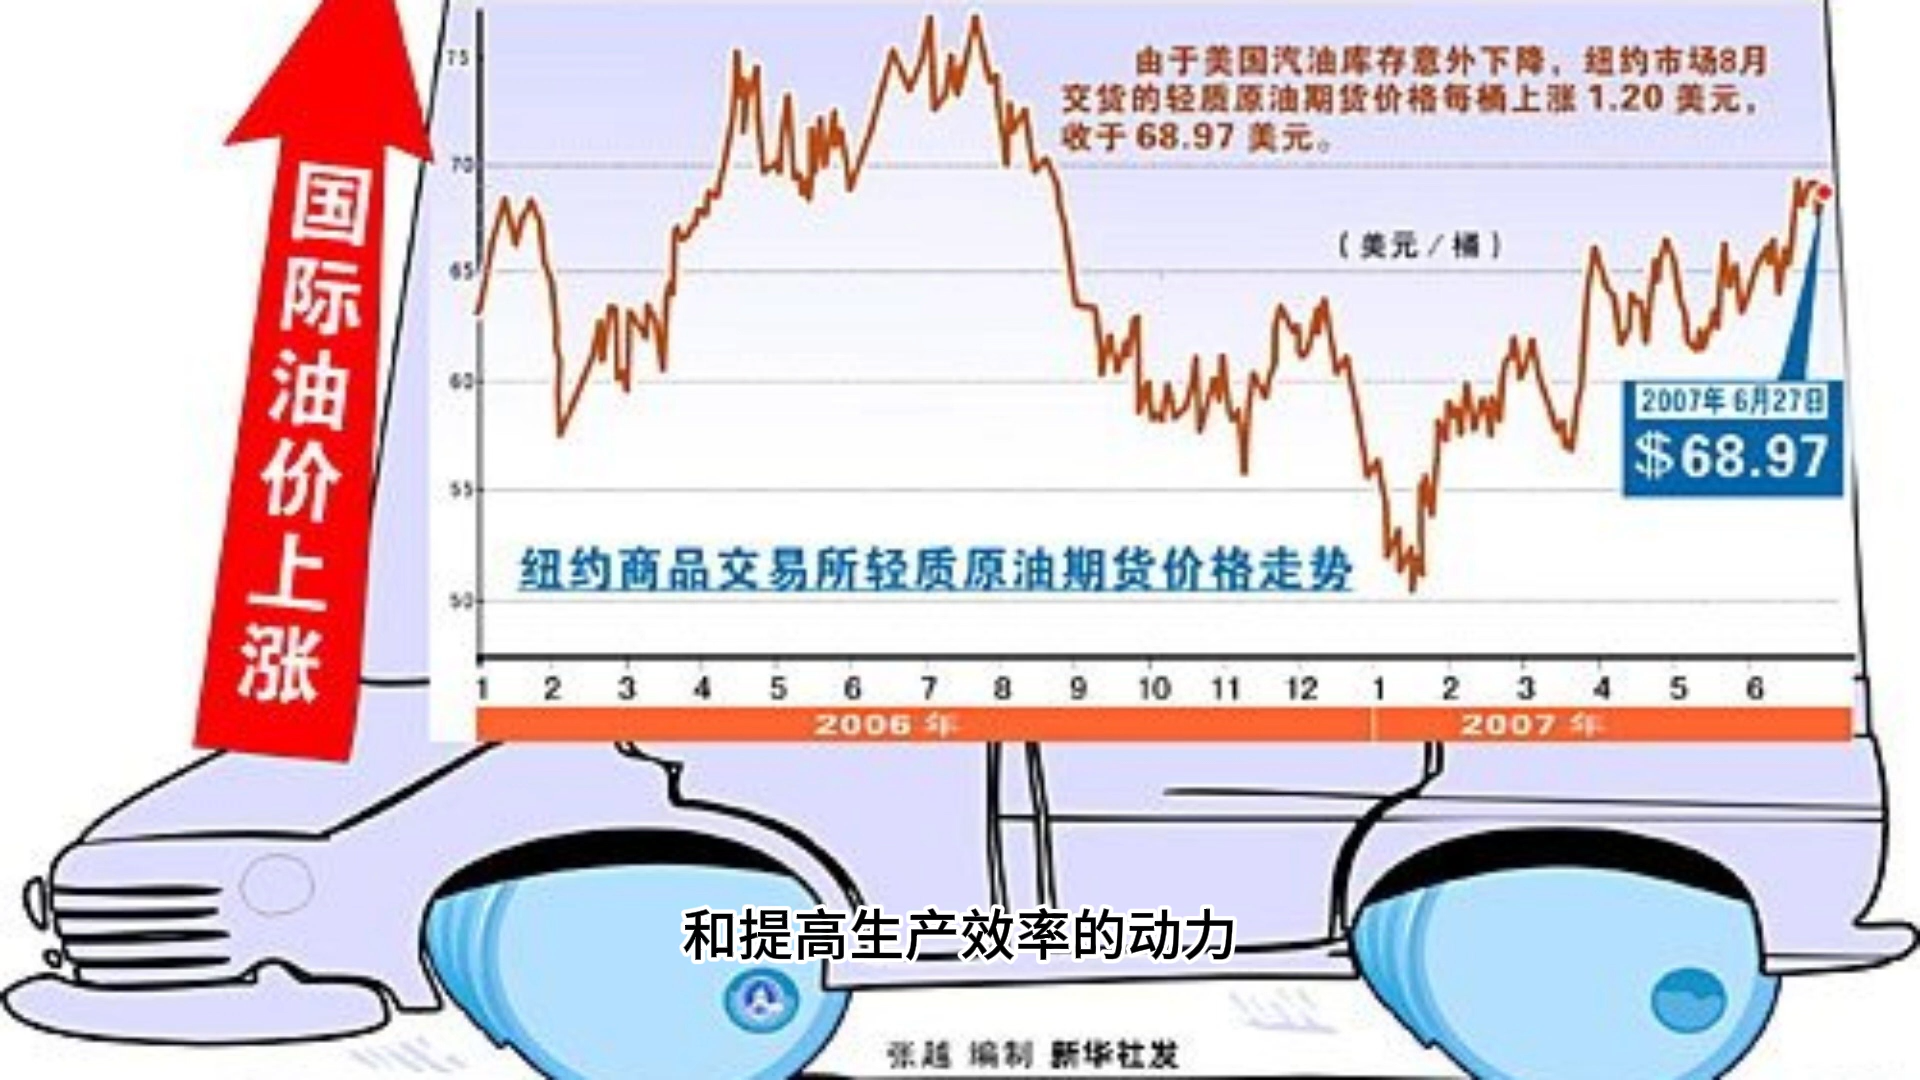 国际油价上涨
由于美国汽油库存意外下降，纽约市场8月
交货的轻质原油期货价格每桶上涨 1.20 美元，
收于 68.97 美元。
（美元／桶）
75
70
65
60
55
50
2007年 6月27日
$68.97
纽约商品交易所轻质原油期货价格走势
1 2 3 4 5 6 7 8 9 10 11 12 1 2 3 4 5 6
2006 年 2007 年
和提高生产效率的动力
张越 编制 新华社发